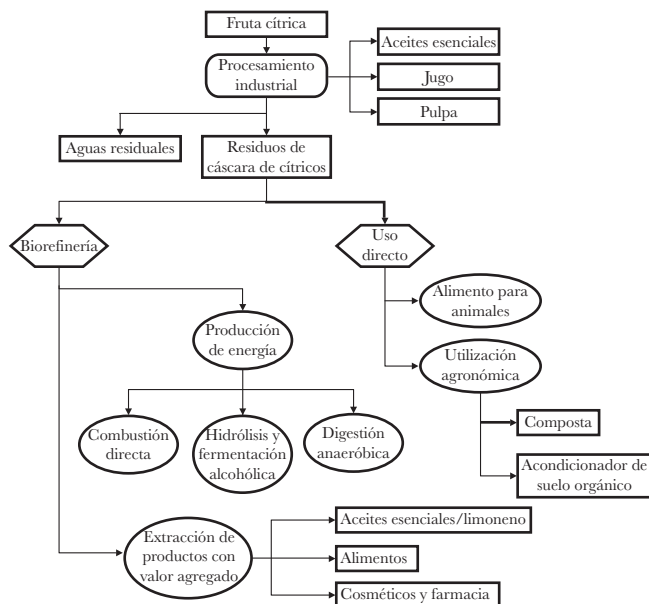 Fruta cítrica
Procesamiento
industrial
Aceites esenciales
Jugo
Pulpa
Aguas residuales
Residuos de
cáscara de cítricos
Biorefinería
Uso
directo
Alimento para
animales
Producción
de energía
Utilización
agronómica
Combustión
directa
Hidrólisis y
fermentación
alcohólica
Digestión
anaeróbica
Composta
Acondicionador de
suelo orgánico
Extracción de
productos con
valor agregado
Aceites esenciales/limoneno
Alimentos
Cosméticos y farmacia